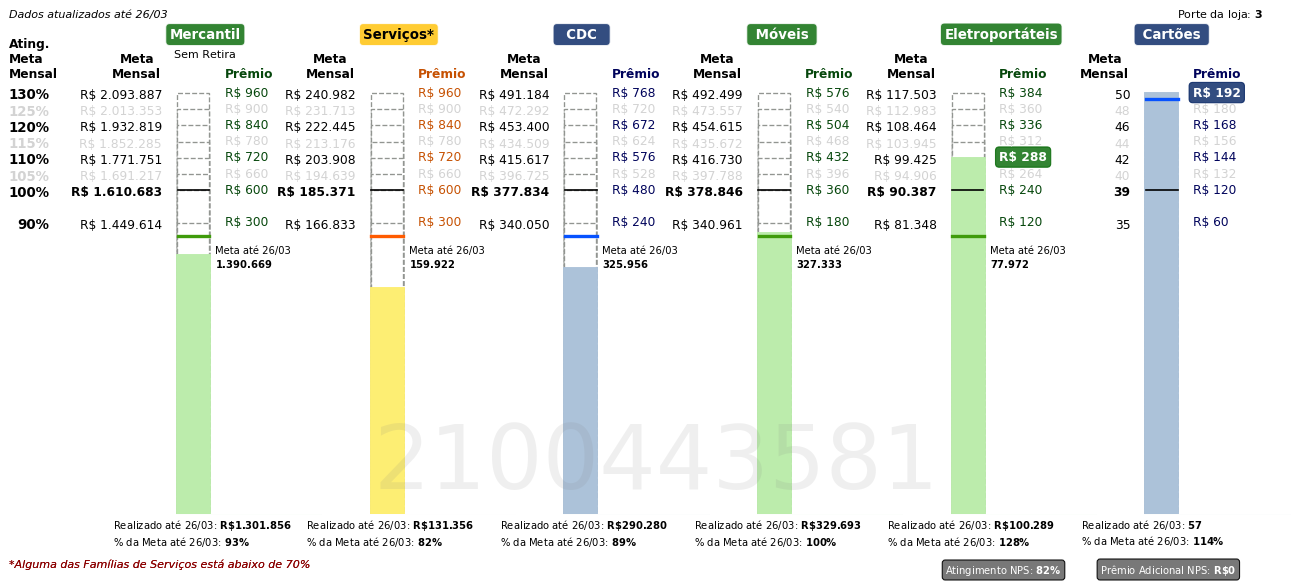 Dados atualizados até 26/03 Porte da loja: 3
Mercantil Serviços* CDC Móveis Eletroportáteis Cartões
Sem Retira
Ating. Meta Mensal Meta Mensal Prêmio Meta Mensal Prêmio Meta Mensal Prêmio Meta Mensal Prêmio Meta Mensal Prêmio Meta Mensal Prêmio
130% R$ 2.093.887 R$ 960 R$ 240.982 R$ 960 R$ 491.184 R$ 768 R$ 492.499 R$ 576 R$ 117.503 R$ 384 50 R$ 192
125% R$ 2.013.353 R$ 900 R$ 231.713 R$ 900 R$ 472.292 R$ 720 R$ 473.557 R$ 540 R$ 112.983 R$ 360 48 R$ 180
120% R$ 1.932.819 R$ 840 R$ 222.445 R$ 840 R$ 453.400 R$ 672 R$ 454.615 R$ 504 R$ 108.464 R$ 336 46 R$ 168
115% R$ 1.852.285 R$ 780 R$ 213.176 R$ 780 R$ 434.509 R$ 624 R$ 435.672 R$ 468 R$ 103.945 R$ 312 44 R$ 156
110% R$ 1.771.751 R$ 720 R$ 203.908 R$ 720 R$ 415.617 R$ 576 R$ 416.730 R$ 432 R$ 99.425 R$ 288 42 R$ 144
105% R$ 1.691.217 R$ 660 R$ 194.639 R$ 660 R$ 396.725 R$ 528 R$ 397.788 R$ 396 R$ 94.906 R$ 264 40 R$ 132
100% R$ 1.610.683 R$ 600 R$ 185.371 R$ 600 R$ 377.834 R$ 480 R$ 378.846 R$ 360 R$ 90.387 R$ 240 39 R$ 120
90% R$ 1.449.614 R$ 300 R$ 166.833 R$ 300 R$ 340.050 R$ 240 R$ 340.961 R$ 180 R$ 81.348 R$ 120 35 R$ 60
Meta até 26/03 Meta até 26/03 Meta até 26/03 Meta até 26/03 Meta até 26/03
1.390.669 159.922 325.956 327.333 77.972
2100443581
Realizado até 26/03: R$1.301.856 Realizado até 26/03: R$131.356 Realizado até 26/03: R$290.280 Realizado até 26/03: R$329.693 Realizado até 26/03: R$100.289 Realizado até 26/03: 57
% da Meta até 26/03: 93% % da Meta até 26/03: 82% % da Meta até 26/03: 89% % da Meta até 26/03: 100% % da Meta até 26/03: 128% % da Meta até 26/03: 114%
*Alguma das Famílias de Serviços está abaixo de 70% Atingimento NPS: 82% Prêmio Adicional NPS: R$0